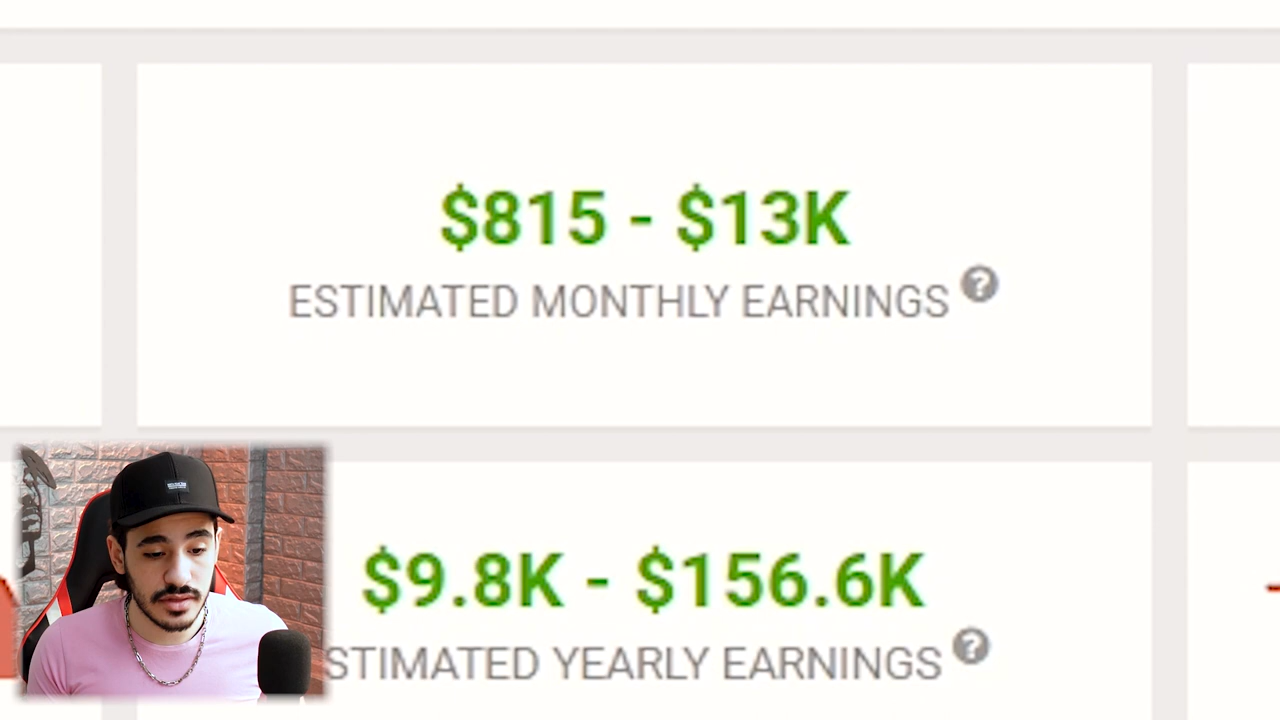 $815 - $13K
ESTIMATED MONTHLY EARNINGS ?
$9.8K - $156.6K
STIMATED YEARLY EARNINGS ?